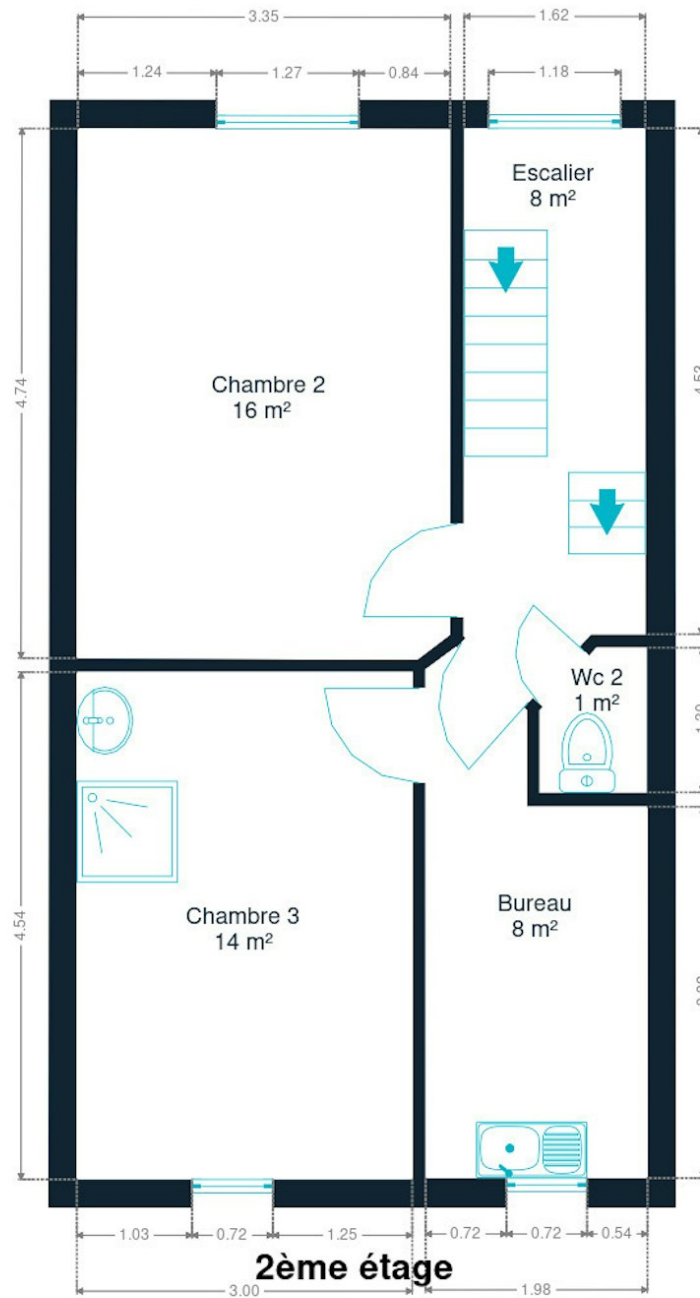 3.35
1.62
1.24
1.27
0.84
1.18
Escalier
8 m²
4.74
Chambre 2
16 m²
Wc 2
1 m²
4.54
Chambre 3
14 m²
Bureau
8 m²
1.03
0.72
1.25
0.72
0.72
0.54
2ème étage
3.00
1.98